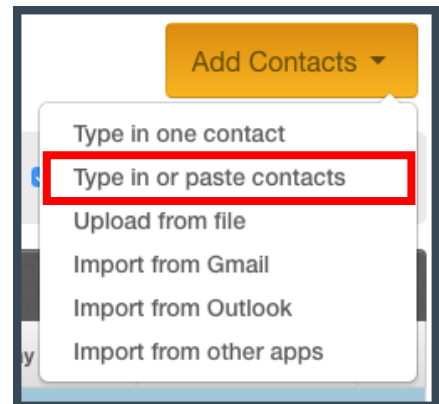 Add Contacts
Type in one contact
Type in or paste contacts
Upload from file
Import from Gmail
Import from Outlook
Import from other apps